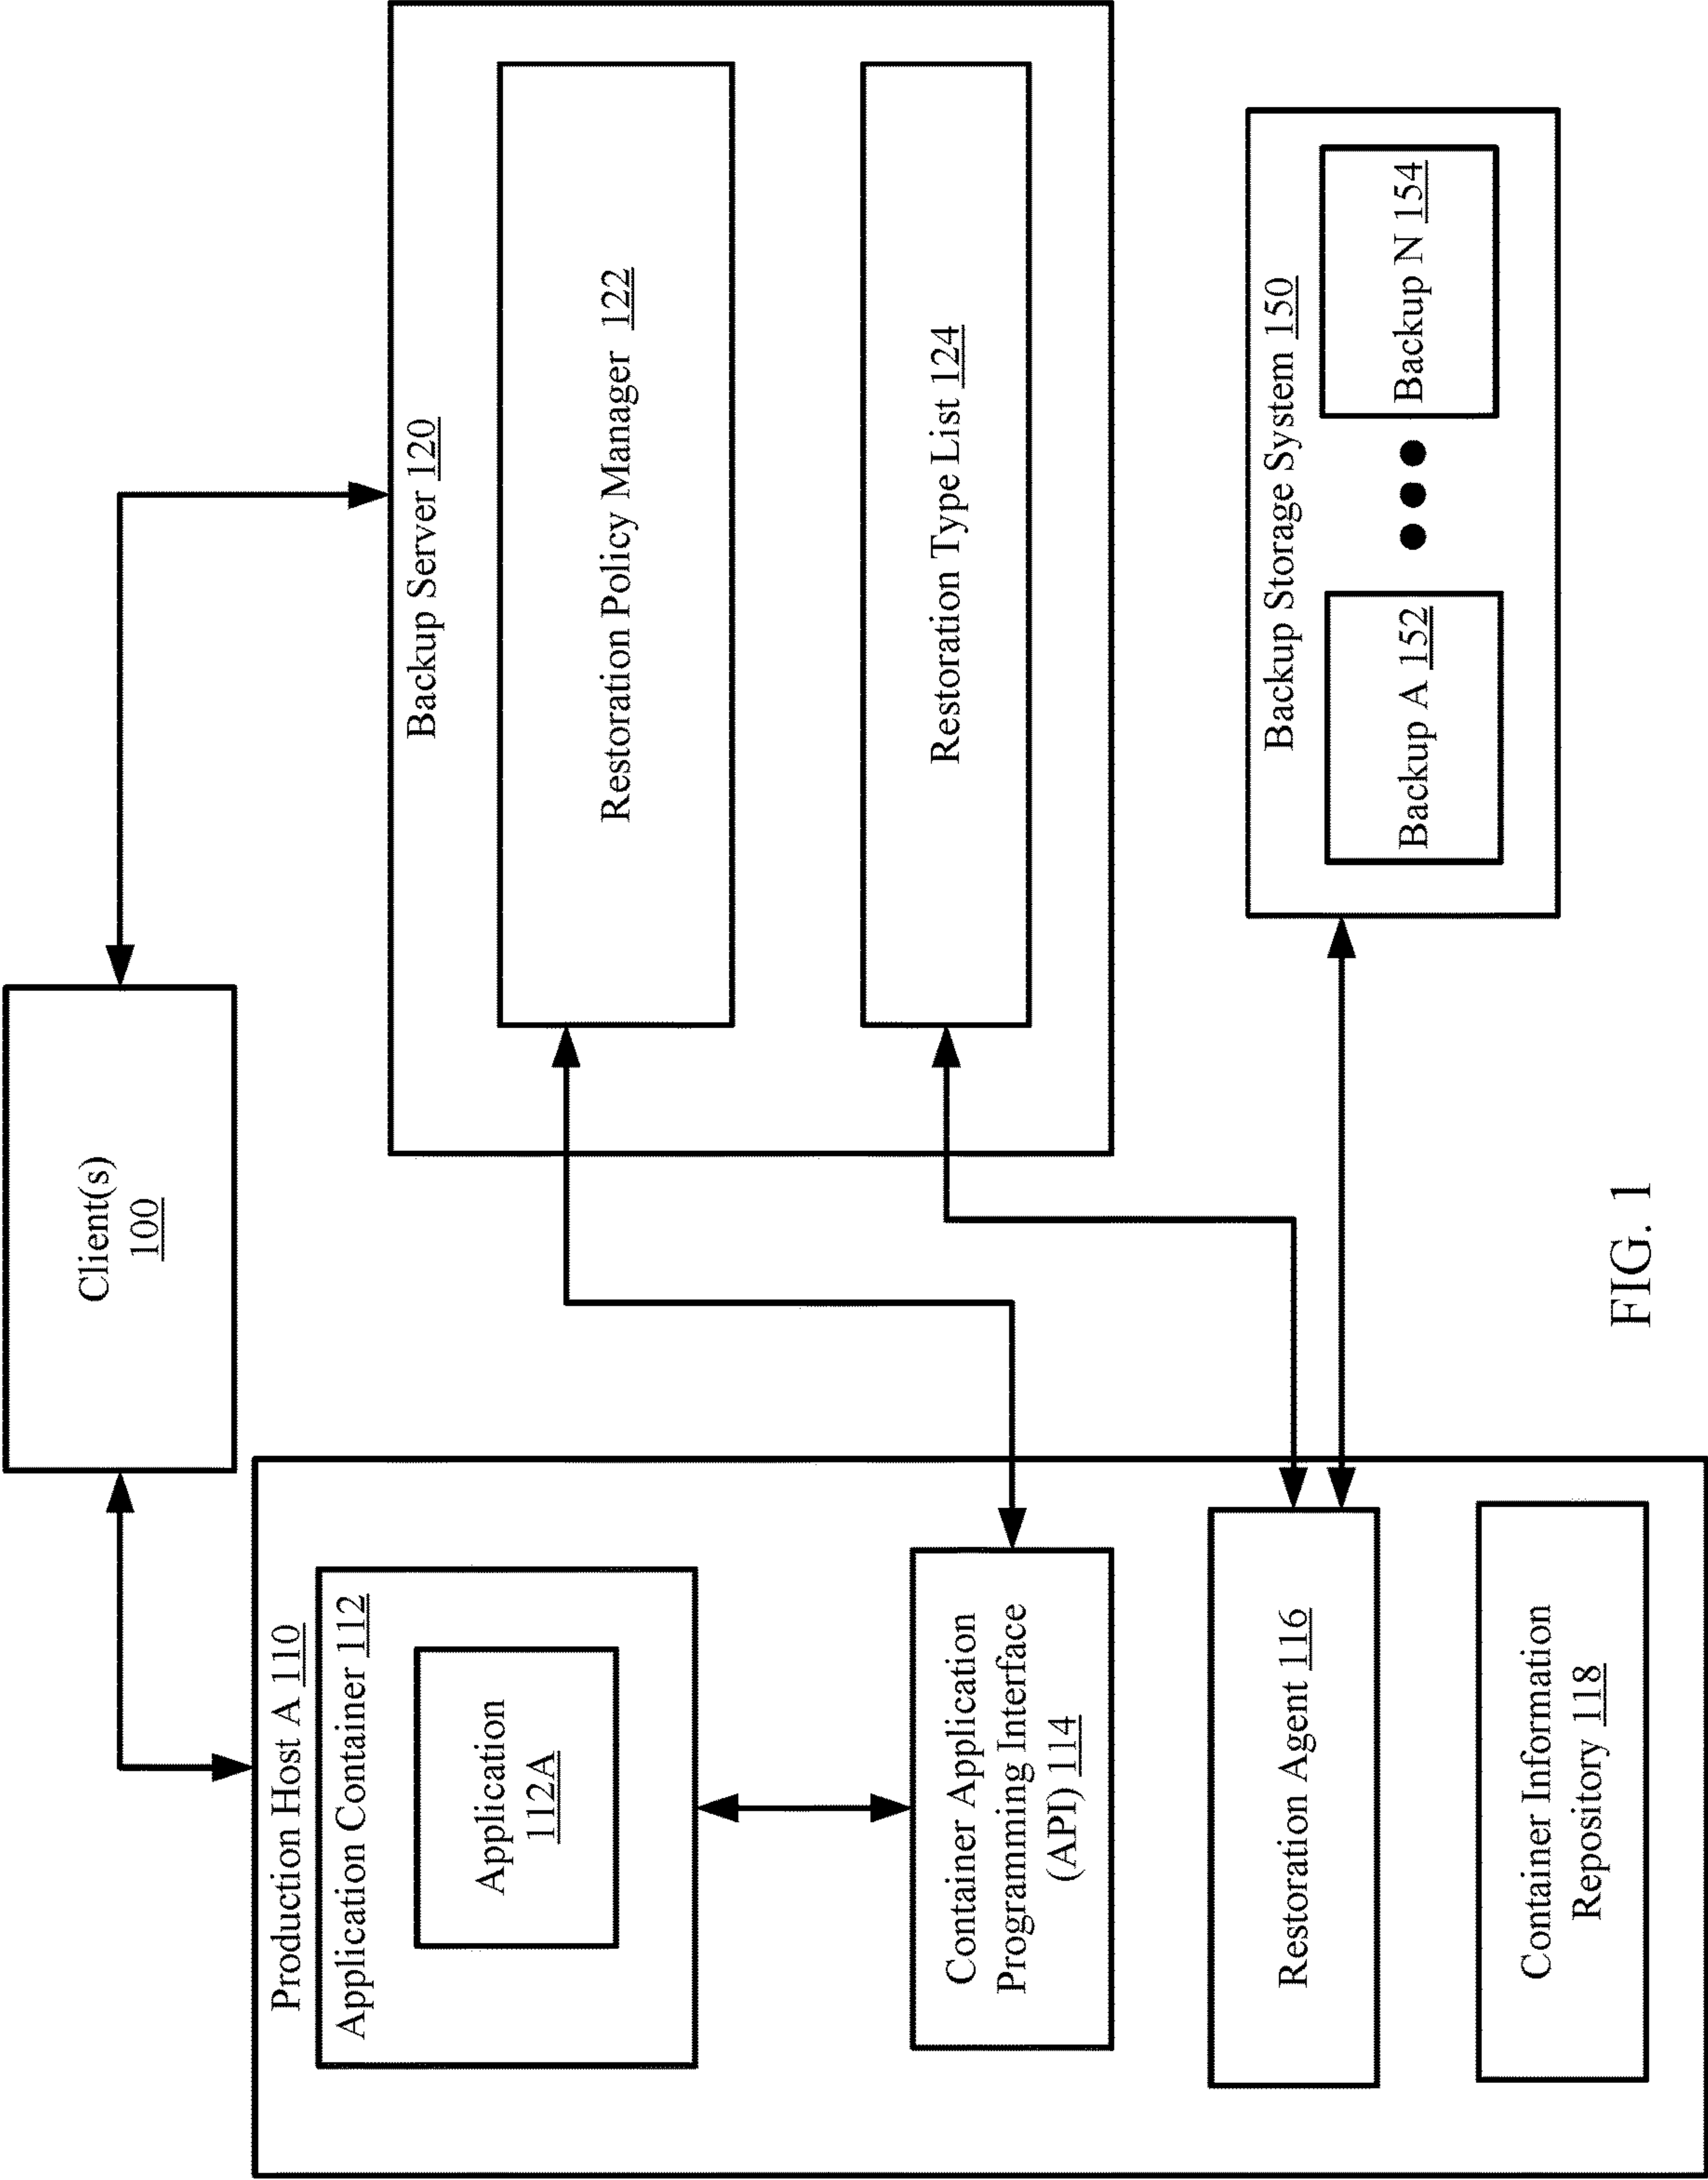 Client(s)
100
Production Host A 110
Application Container 112
Application
112A
Container Application
Programming Interface
(API) 114
Restoration Agent 116
Container Information
Repository 118
Backup Server 120
Restoration Policy Manager 122
Restoration Type List 124
Backup Storage System 150
Backup A 152
Backup N 154
FIG. 1